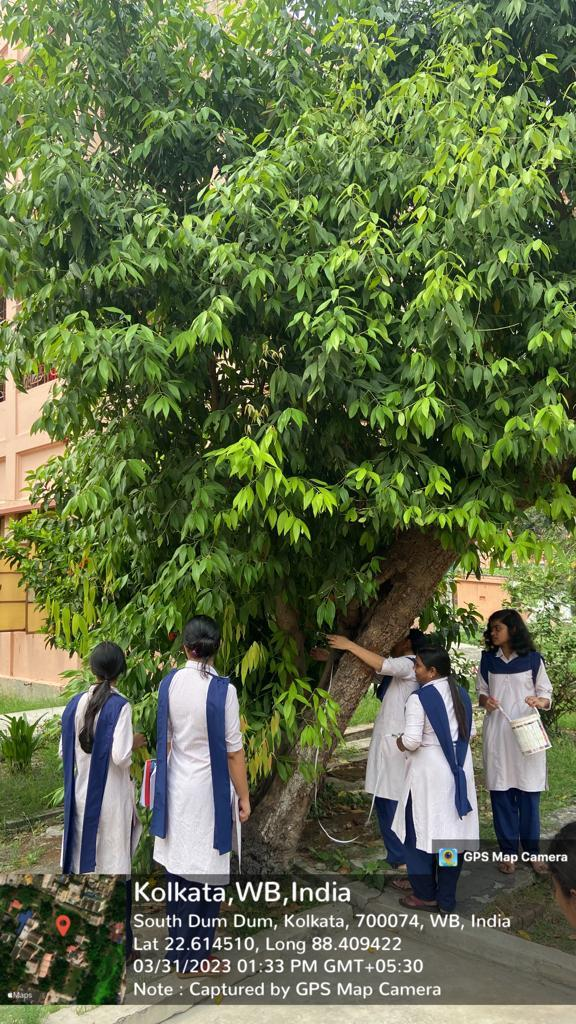 GPS Map Camera
Kolkata,WB,India
South Dum Dum, Kolkata, 700074, WB, India
Lat 22.614510, Long 88.409422
03/31/2023 01:33 PM GMT+05:30
Note : Captured by GPS Map Camera
Maps